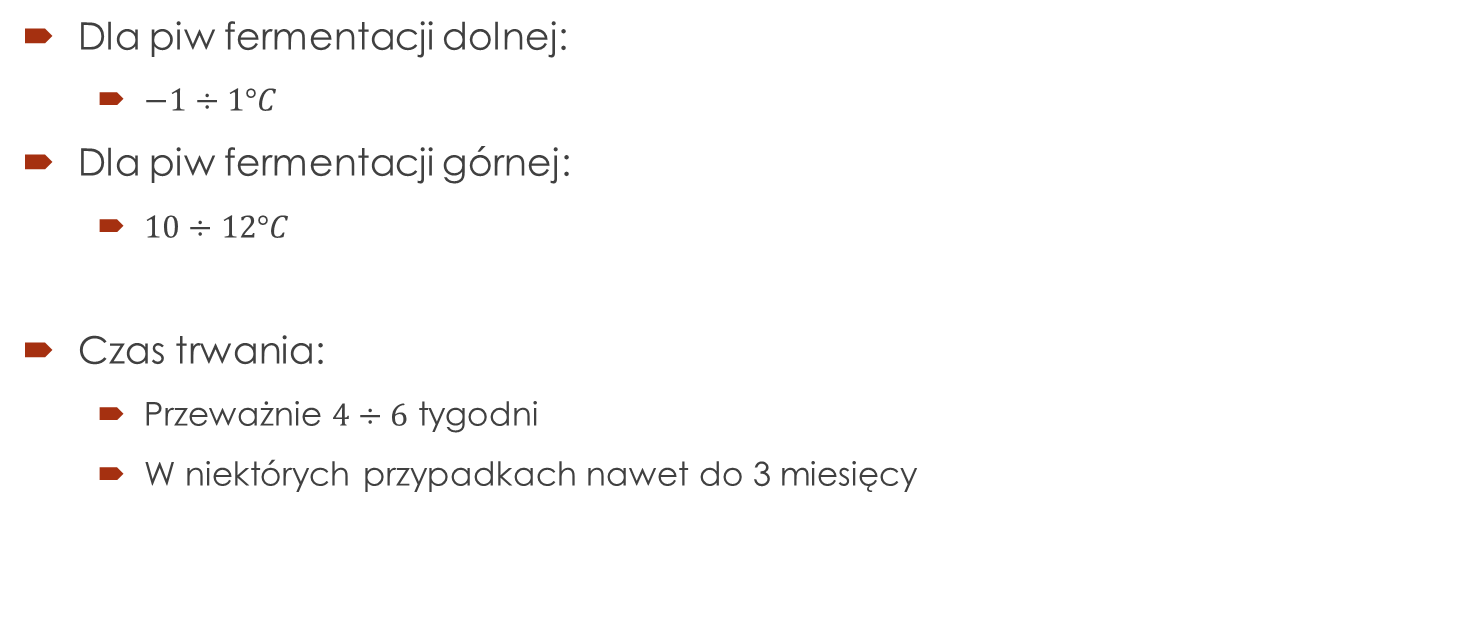 Dla piw fermentacji dolnej:
−1 ÷ 1°C
Dla piw fermentacji górnej:
10 ÷ 12°C
Czas trwania:
Przeważnie 4 ÷ 6 tygodni
W niektórych przypadkach nawet do 3 miesięcy